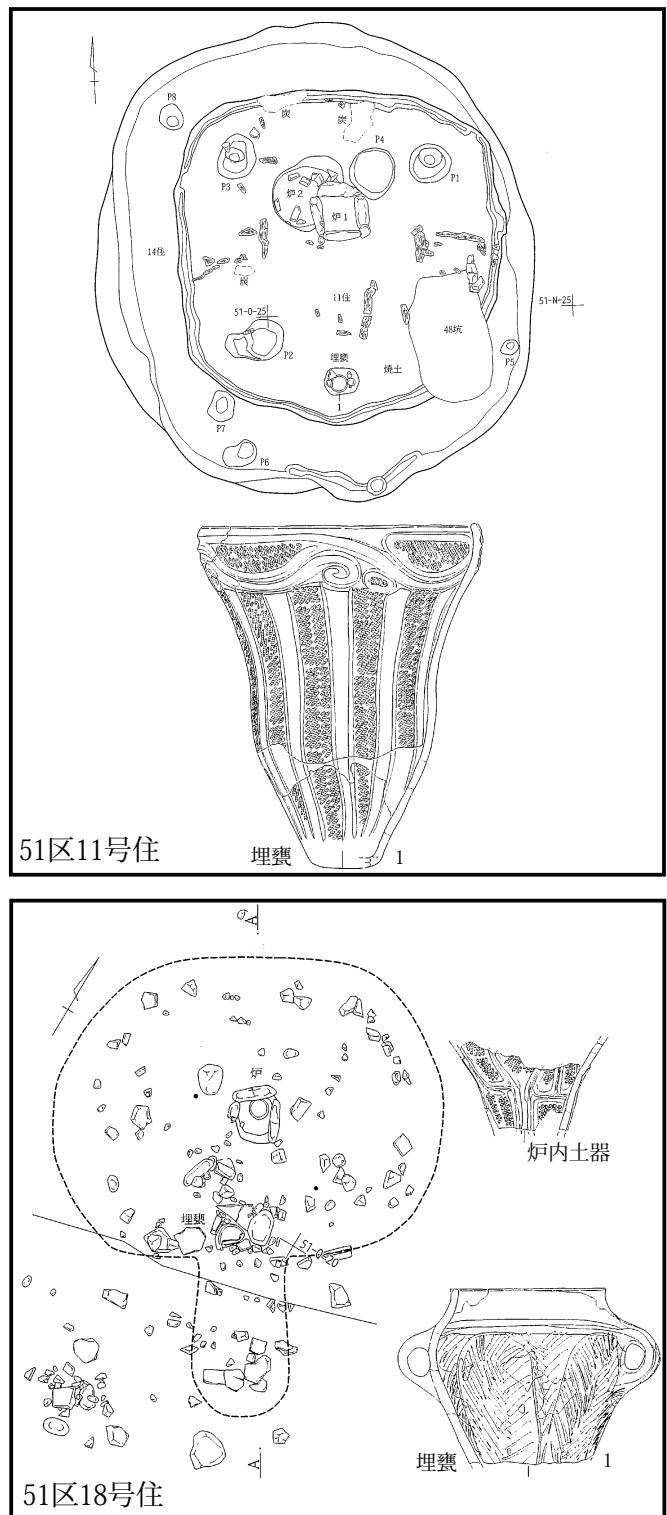 P8
炭
炭
P4
P3
P1
炉2
炉1
14住
炭
11住
51-O-25
51-N-25
48坑
P2
埋甕
焼土
P5
1
P7
P6
51区11号住
埋甕
1
A
炉
炉内土器
埋甕
51
埋甕
1
A
51区18号住